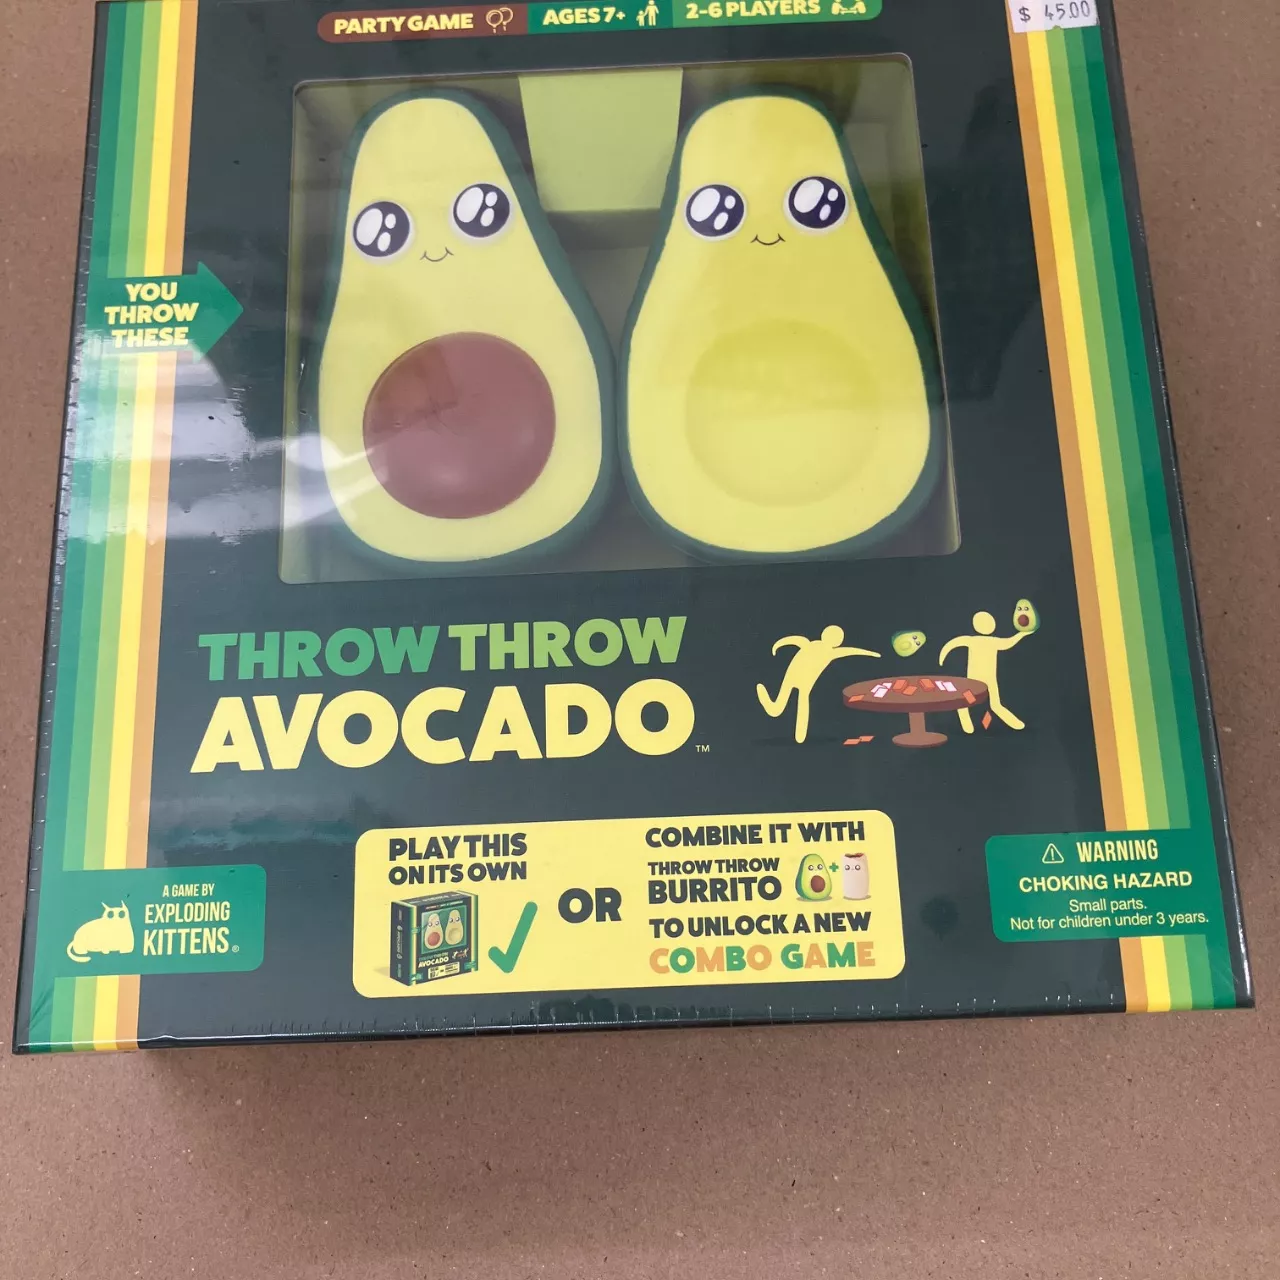 PARTY GAME
AGES 7+
2-6 PLAYERS
$ 45.00
YOU
THROW
THESE
THROW THROW
AVOCADO™
PLAY THIS
ON ITS OWN
OR
COMBINE IT WITH
THROW THROW
BURRITO
TO UNLOCK A NEW
COMBO GAME
A GAME BY
EXPLODING
KITTENS®
WARNING
CHOKING HAZARD
Small parts.
Not for children under 3 years.